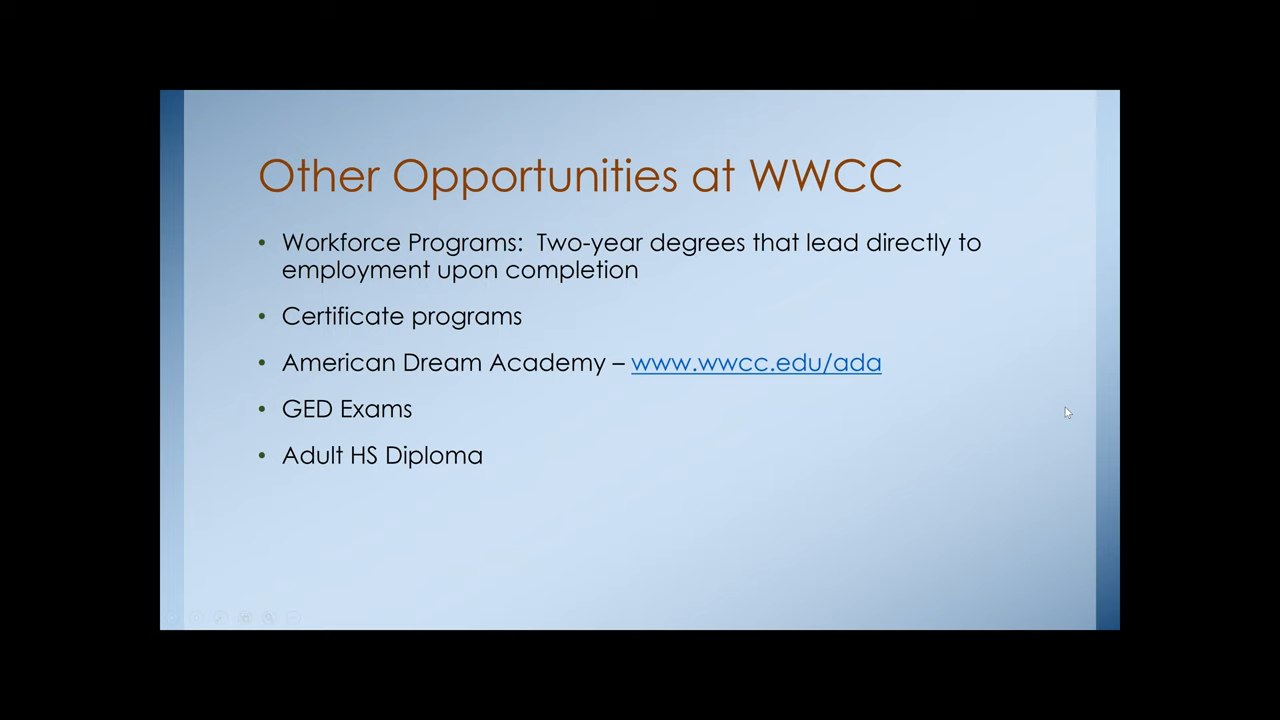 Other Opportunities at WWCC
• Workforce Programs:  Two-year degrees that lead directly to
employment upon completion
• Certificate programs
• American Dream Academy – www.wwcc.edu/ada
• GED Exams
• Adult HS Diploma